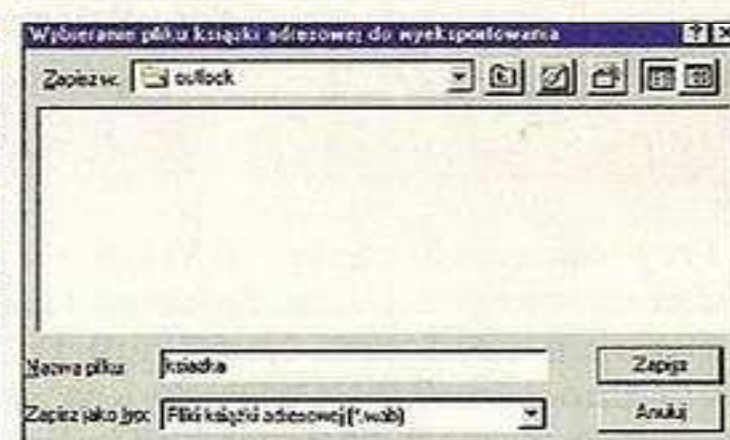 Wybieranie pliku książki adresowej do wyeksportowania
Zapisz w: outlook
Nazwa pliku: ksiazka Zapisz
Zapisz jako typ: Pliki książki adresowej (*.wab) Anuluj